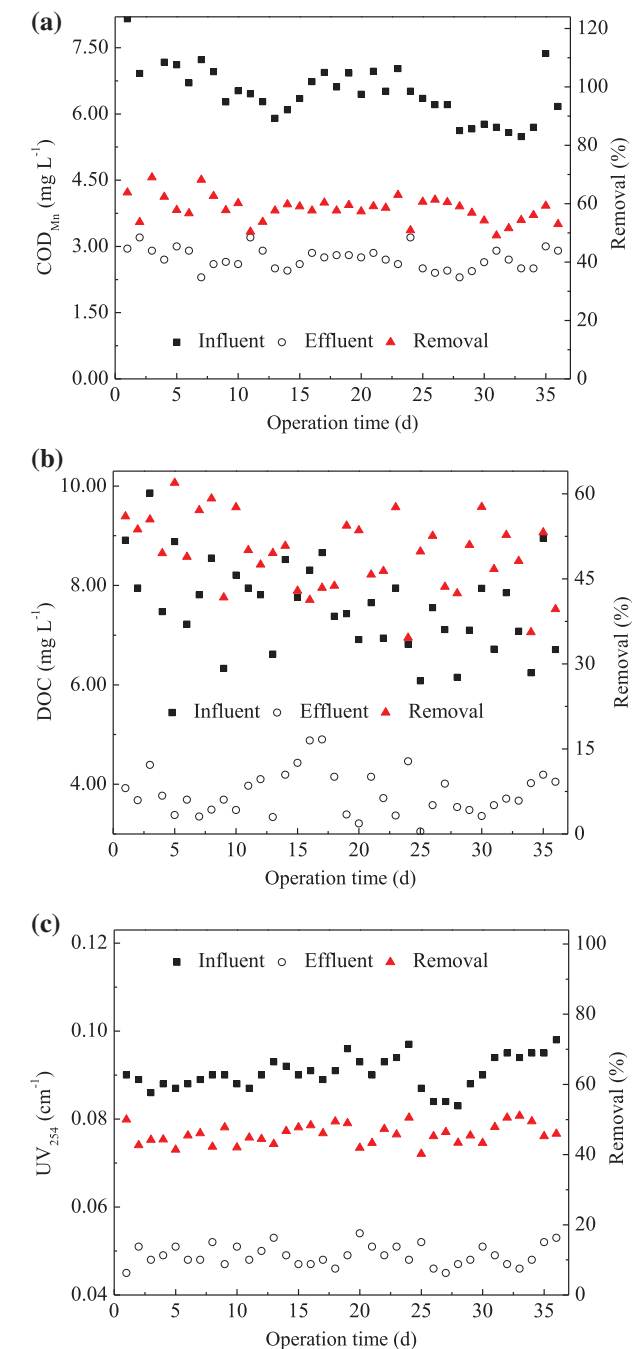 (a)
7.50
6.00
4.50
3.00
1.50
0.00
COD_Mn (mg L^-1)
120
100
80
60
40
20
0
Removal (%)
Influent Effluent Removal
0 5 10 15 20 25 30 35
Operation time (d)
(b)
10.00
8.00
6.00
4.00
DOC (mg L^-1)
60
45
30
15
0
Removal (%)
Influent Effluent Removal
0 5 10 15 20 25 30 35
Operation time (d)
(c)
0.12
0.10
0.08
0.06
0.04
UV_254 (cm^-1)
100
80
60
40
20
0
Removal (%)
Influent Effluent Removal
0 5 10 15 20 25 30 35
Operation time (d)